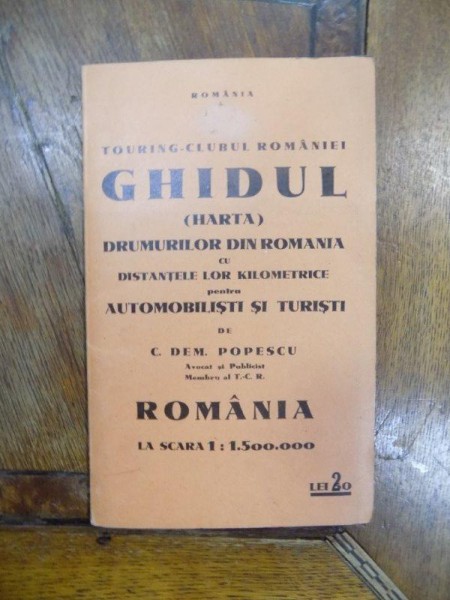 ROMÂNIA
TOURING-CLUBUL ROMÂNIEI
GHIDUL
(HARTA)
DRUMURILOR DIN ROMANIA
CU
DISTANȚELE LOR KILOMETRICE
pentru
AUTOMOBILIȘTI ȘI TURIȘTI
DE
C. DEM. POPESCU
Avocat și Publicist
Membru al T.-C. R.
ROMÂNIA
LA SCARA 1 : 1.500.000
LEI 20